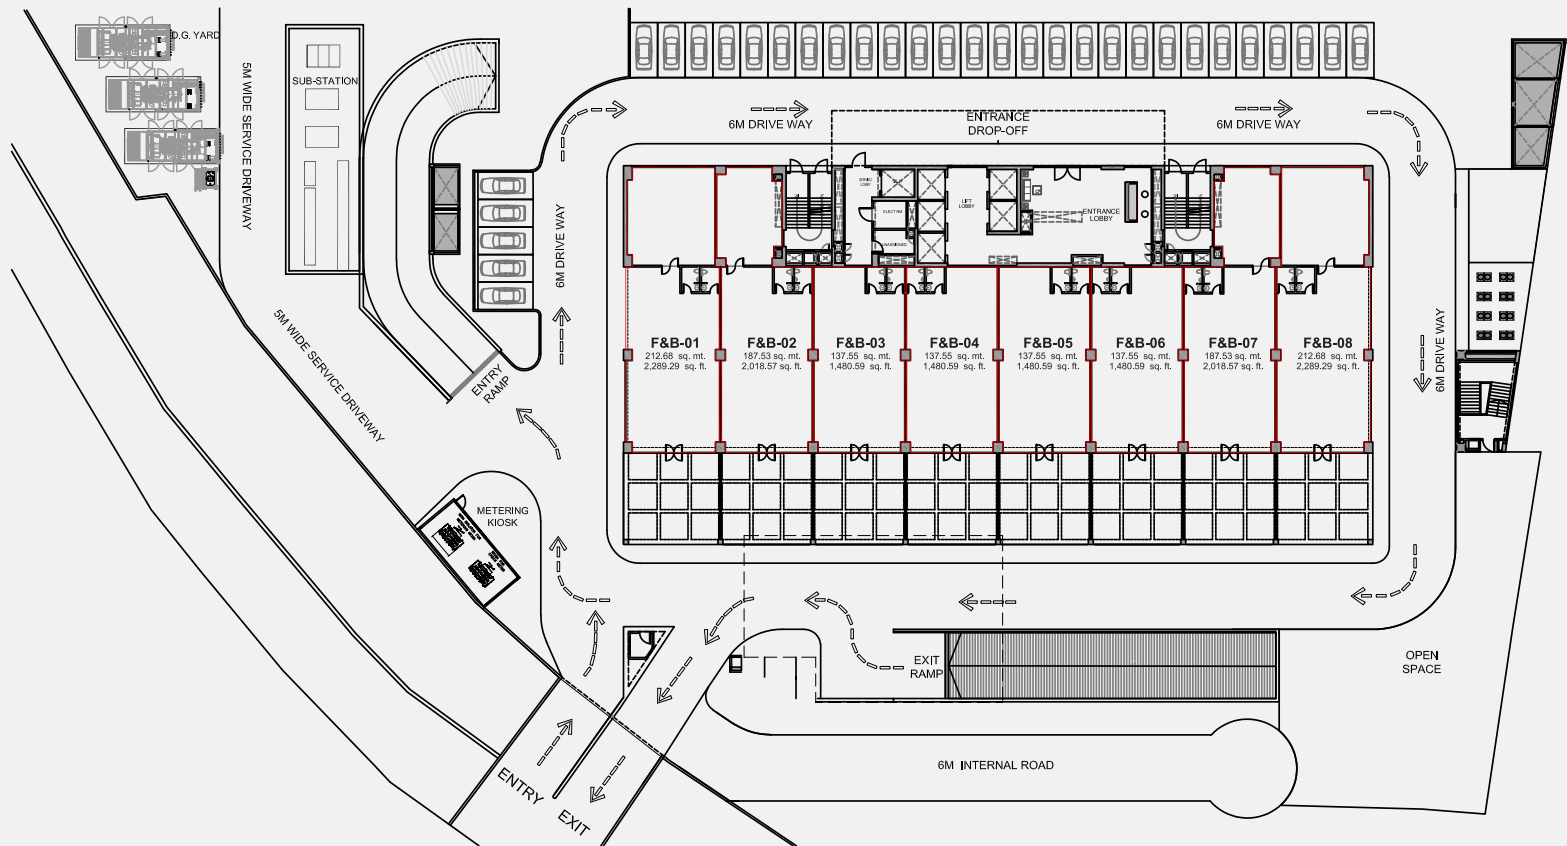 D.G. YARD
5M WIDE SERVICE DRIVEWAY
SUB-STATION
6M DRIVE WAY
ENTRANCE
DROP-OFF
6M DRIVE WAY
6M DRIVE WAY
SERVICE
LOBBY
ELECT RM
UNASSIGNED
LIFT
LOBBY
ENTRANCE
LOBBY
5M WIDE SERVICE DRIVEWAY
ENTRY
RAMP
F&B-01
212.68 sq. mt.
2,289.29 sq. ft.
F&B-02
187.53 sq. mt.
2,018.57 sq. ft.
F&B-03
137.55 sq. mt.
1,480.59 sq. ft.
F&B-04
137.55 sq. mt.
1,480.59 sq. ft.
F&B-05
137.55 sq. mt.
1,480.59 sq. ft.
F&B-06
137.55 sq. mt.
1,480.59 sq. ft.
F&B-07
187.53 sq. mt.
2,018.57 sq. ft.
F&B-08
212.68 sq. mt.
2,289.29 sq. ft.
6M DRIVE WAY
METERING
KIOSK
EXIT
RAMP
OPEN
SPACE
6M INTERNAL ROAD
ENTRY
EXIT